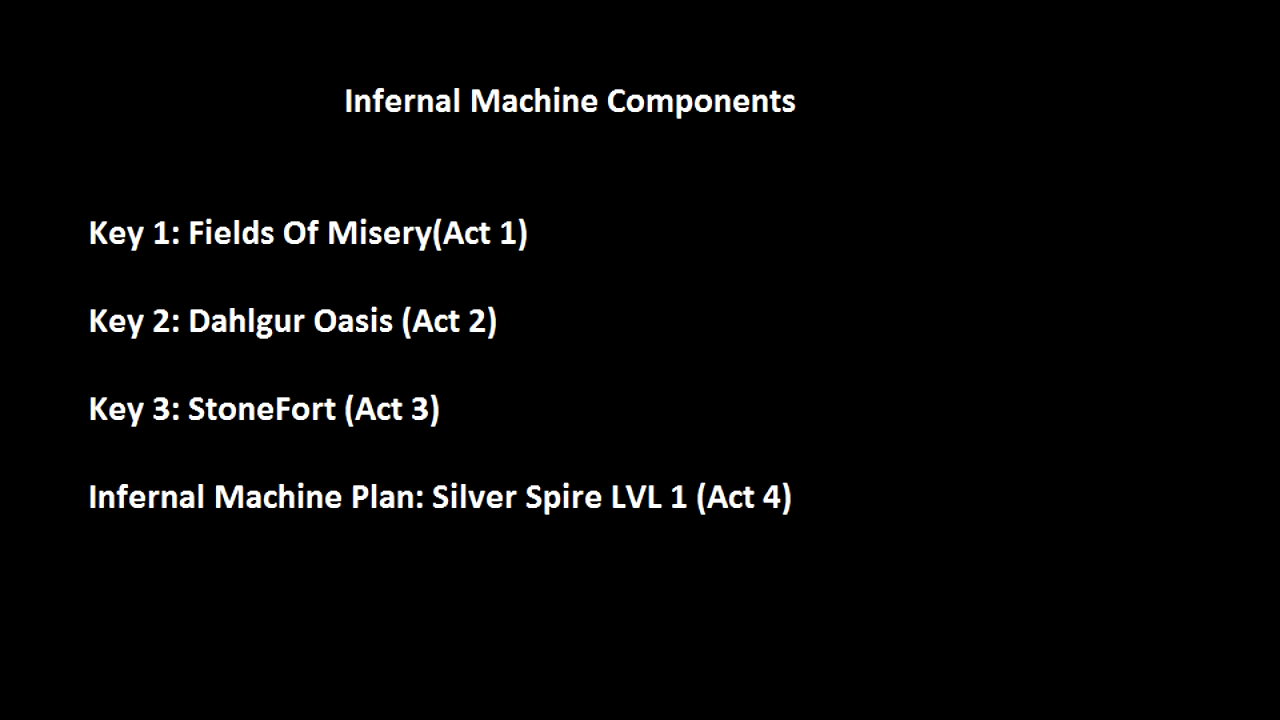 Infernal Machine Components
Key 1: Fields Of Misery(Act 1)
Key 2: Dahlgur Oasis (Act 2)
Key 3: StoneFort (Act 3)
Infernal Machine Plan: Silver Spire LVL 1 (Act 4)